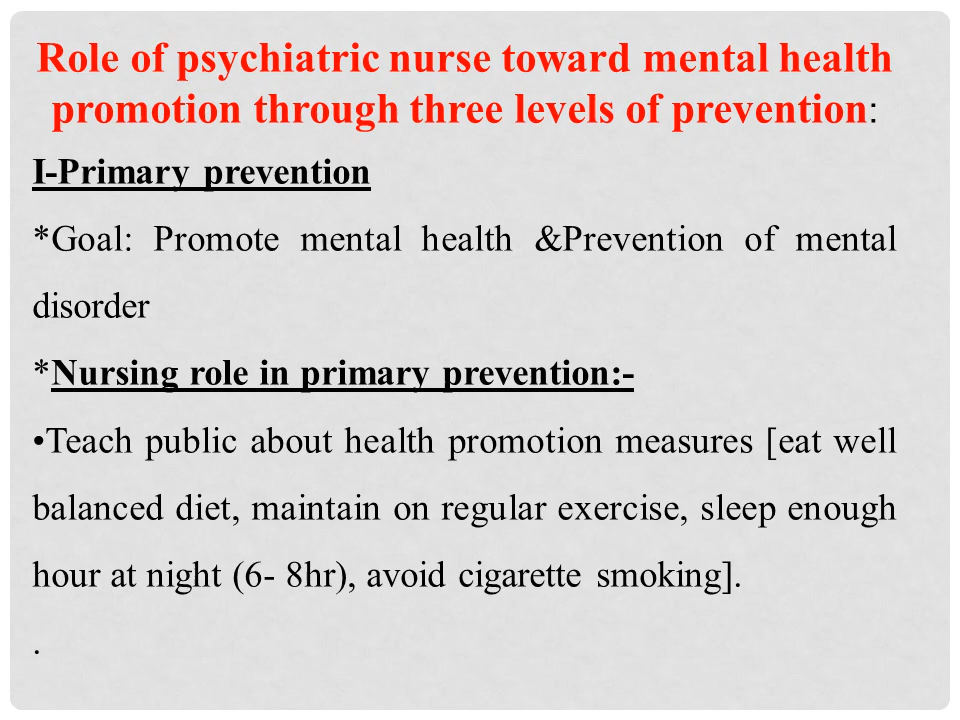 Role of psychiatric nurse toward mental health
promotion through three levels of prevention:
I-Primary prevention
*Goal: Promote mental health &Prevention of mental
disorder
*Nursing role in primary prevention:-
•Teach public about health promotion measures [eat well
balanced diet, maintain on regular exercise, sleep enough
hour at night (6- 8hr), avoid cigarette smoking].
.